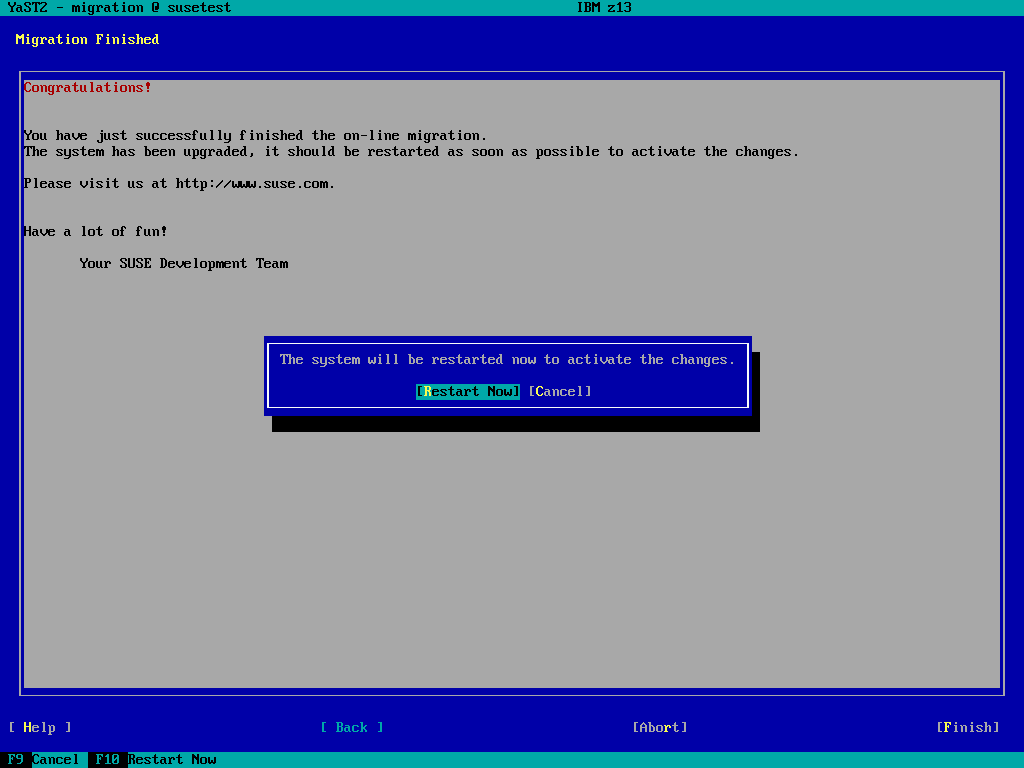 YaST2 - migration @ susetest IBM z13
Migration Finished
Congratulations!
You have just successfully finished the on-line migration.
The system has been upgraded, it should be restarted as soon as possible to activate the changes.
Please visit us at http://www.suse.com.
Have a lot of fun!
Your SUSE Development Team
The system will be restarted now to activate the changes.
[Restart Now] [Cancel]
[ Help ] [ Back ] [Abort] [Finish]
F9 Cancel F10 Restart Now